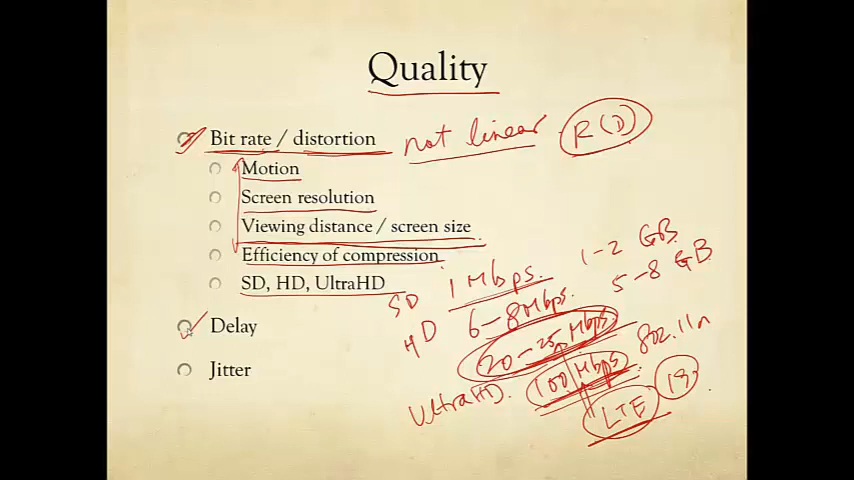 Quality
Bit rate / distortion not linear R(D)
Motion
Screen resolution
Viewing distance / screen size
Efficiency of compression
SD, HD, UltraHD
SD 1 Mbps. 1-2 GB
HD 6-8 Mbps. 5-8 GB
20-25 Mbps
UltraHD. 100 Mbps 802.11n
LTE
Delay
Jitter